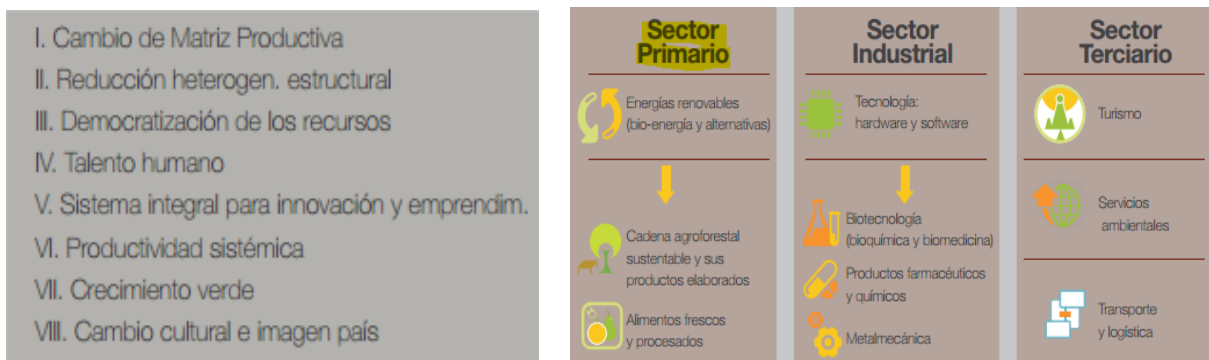 I. Cambio de Matriz Productiva
II. Reducción heterogen. estructural
III. Democratización de los recursos
IV. Talento humano
V. Sistema integral para innovación y emprendim.
VI. Productividad sistémica
VII. Crecimiento verde
VIII. Cambio cultural e imagen país
Sector
Primario
Energías renovables
(bio-energía y alternativas)
Cadena agroforestal
sustentable y sus
productos elaborados
Alimentos frescos
y procesados
Sector
Industrial
Tecnología:
hardware y software
Biotecnología
(bioquímica y biomedicina)
Productos farmacéuticos
y químicos
Metalmecánica
Sector
Terciario
Turismo
Servicios
ambientales
Transporte
y logística